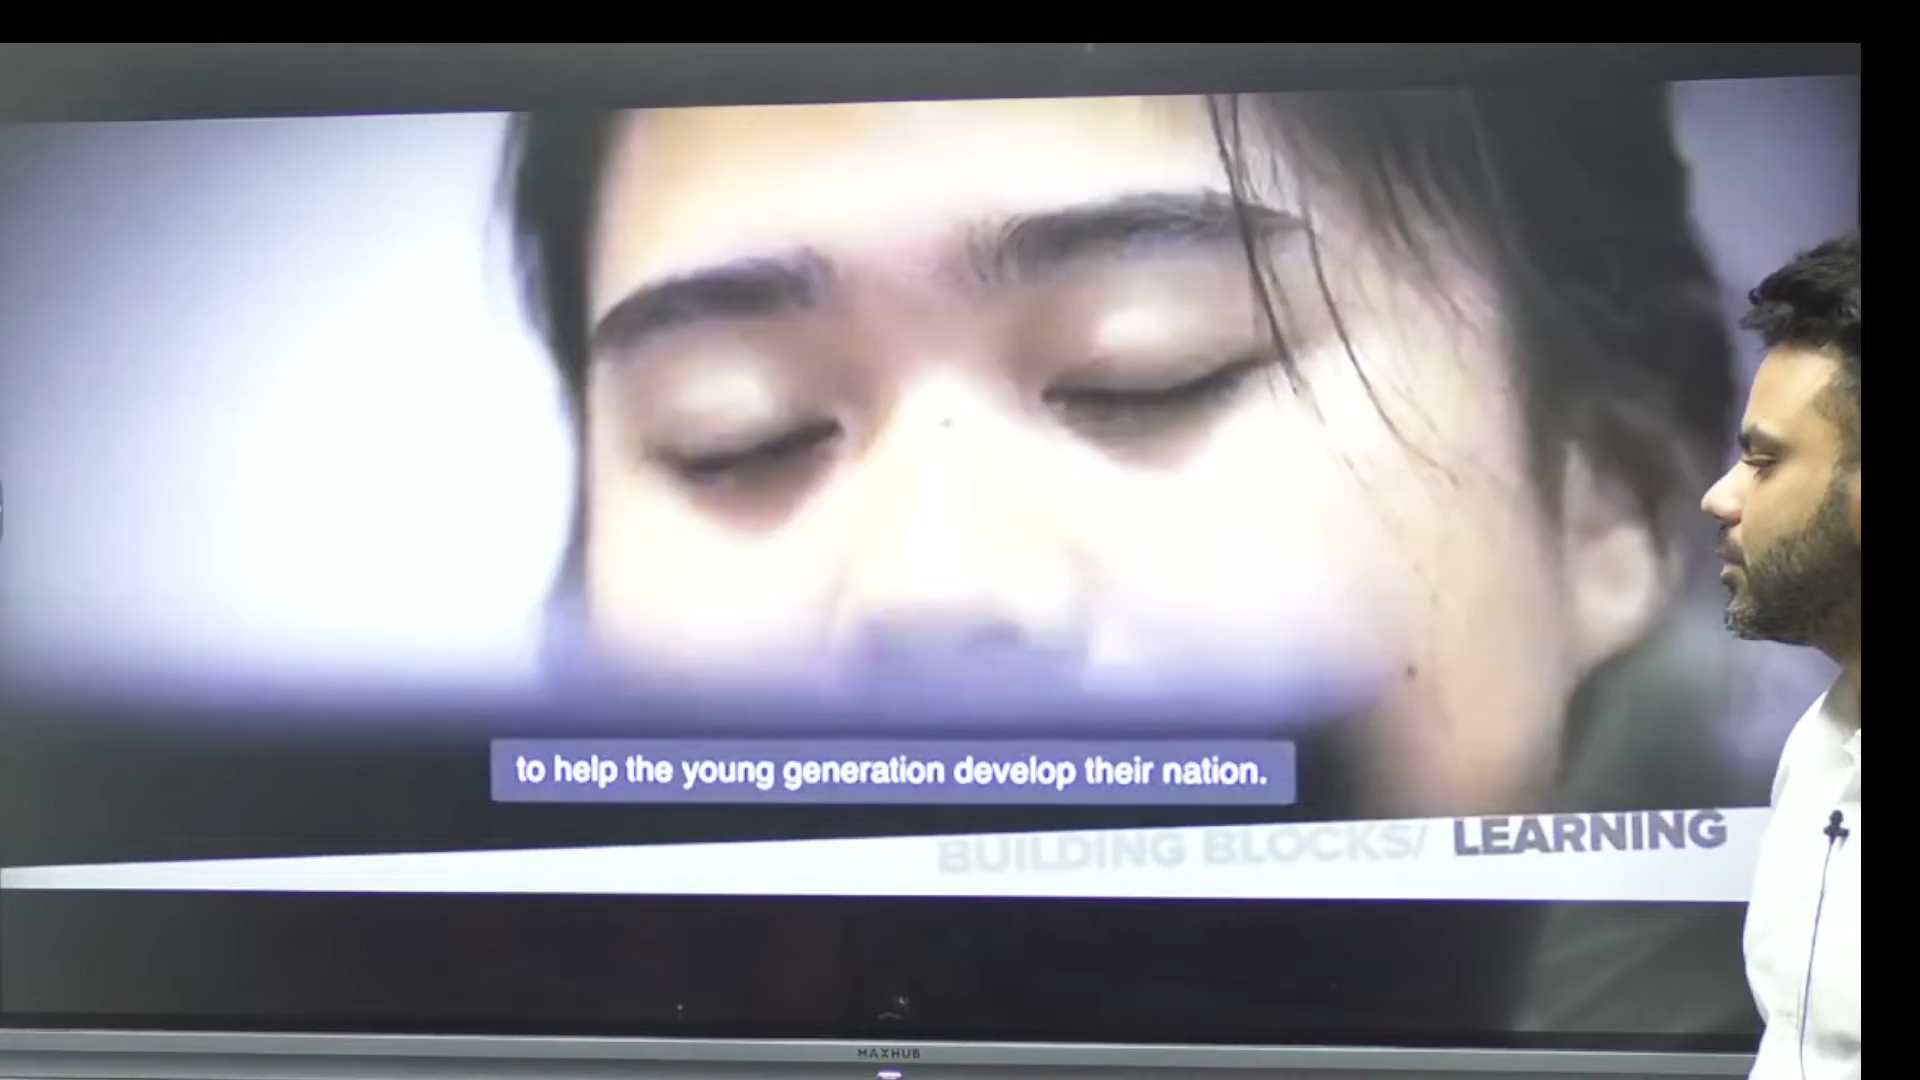 to help the young generation develop their nation.
BUILDING BLOCKS/ LEARNING
MAXHUB